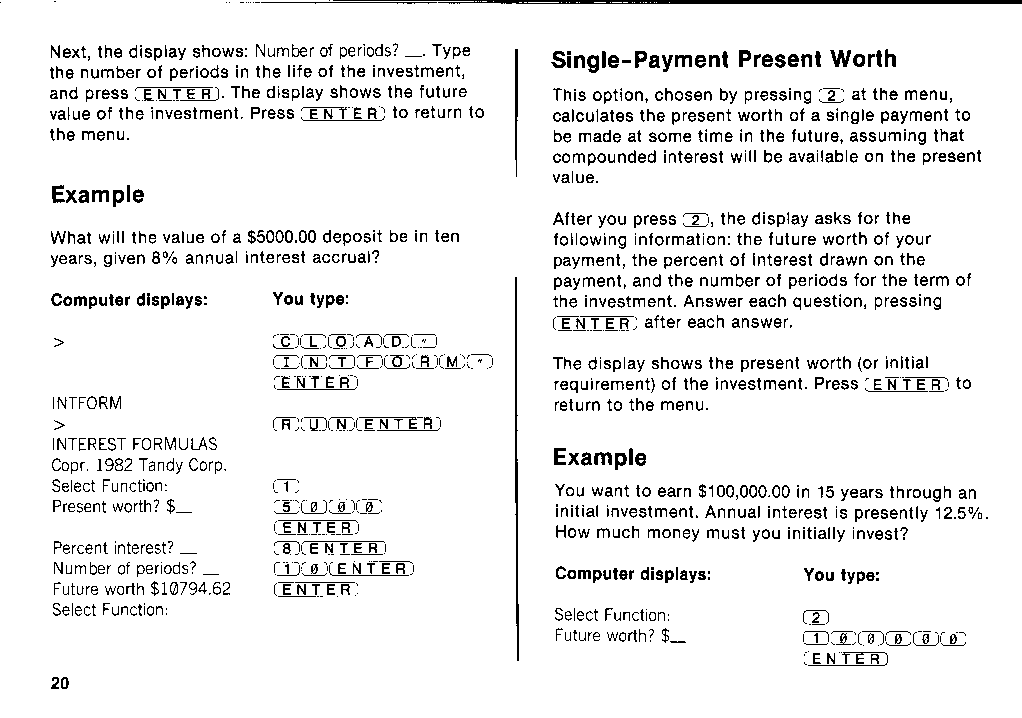 Next, the display shows: Number of periods? __. Type
the number of periods in the life of the investment,
and press ENTER. The display shows the future
value of the investment. Press ENTER to return to
the menu.
Example
What will the value of a $5000.00 deposit be in ten
years, given 8% annual interest accrual?
Computer displays: You type:
> CLOAD"
INTFORM"
ENTER
INTFORM
> RUN ENTER
INTEREST FORMULAS
Copr. 1982 Tandy Corp.
Select Function: 1
Present worth? $__ 5000
ENTER
Percent interest? __ 8 ENTER
Number of periods? __ 10 ENTER
Future worth $10794.62 ENTER
Select Function:
20
Single-Payment Present Worth
This option, chosen by pressing 2 at the menu,
calculates the present worth of a single payment to
be made at some time in the future, assuming that
compounded interest will be available on the present
value.
After you press 2, the display asks for the
following information: the future worth of your
payment, the percent of interest drawn on the
payment, and the number of periods for the term of
the investment. Answer each question, pressing
ENTER after each answer.
The display shows the present worth (or initial
requirement) of the investment. Press ENTER to
return to the menu.
Example
You want to earn $100,000.00 in 15 years through an
initial investment. Annual interest is presently 12.5%.
How much money must you initially invest?
Computer displays: You type:
Select Function: 2
Future worth? $__ 100000
ENTER